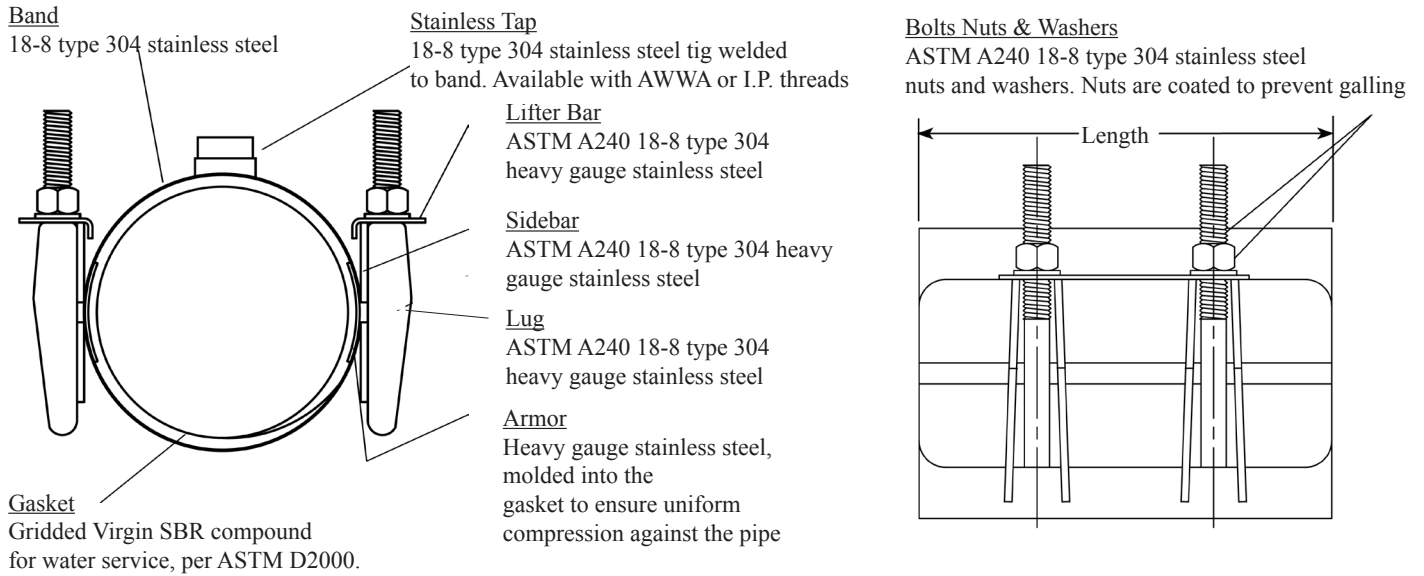 Band
18-8 type 304 stainless steel
Stainless Tap
18-8 type 304 stainless steel tig welded
to band. Available with AWWA or I.P. threads
Lifter Bar
ASTM A240 18-8 type 304
heavy gauge stainless steel
Sidebar
ASTM A240 18-8 type 304 heavy
gauge stainless steel
Lug
ASTM A240 18-8 type 304
heavy gauge stainless steel
Armor
Heavy gauge stainless steel,
molded into the
gasket to ensure uniform
compression against the pipe
Gasket
Gridded Virgin SBR compound
for water service, per ASTM D2000.
Bolts Nuts & Washers
ASTM A240 18-8 type 304 stainless steel
nuts and washers. Nuts are coated to prevent galling
Length